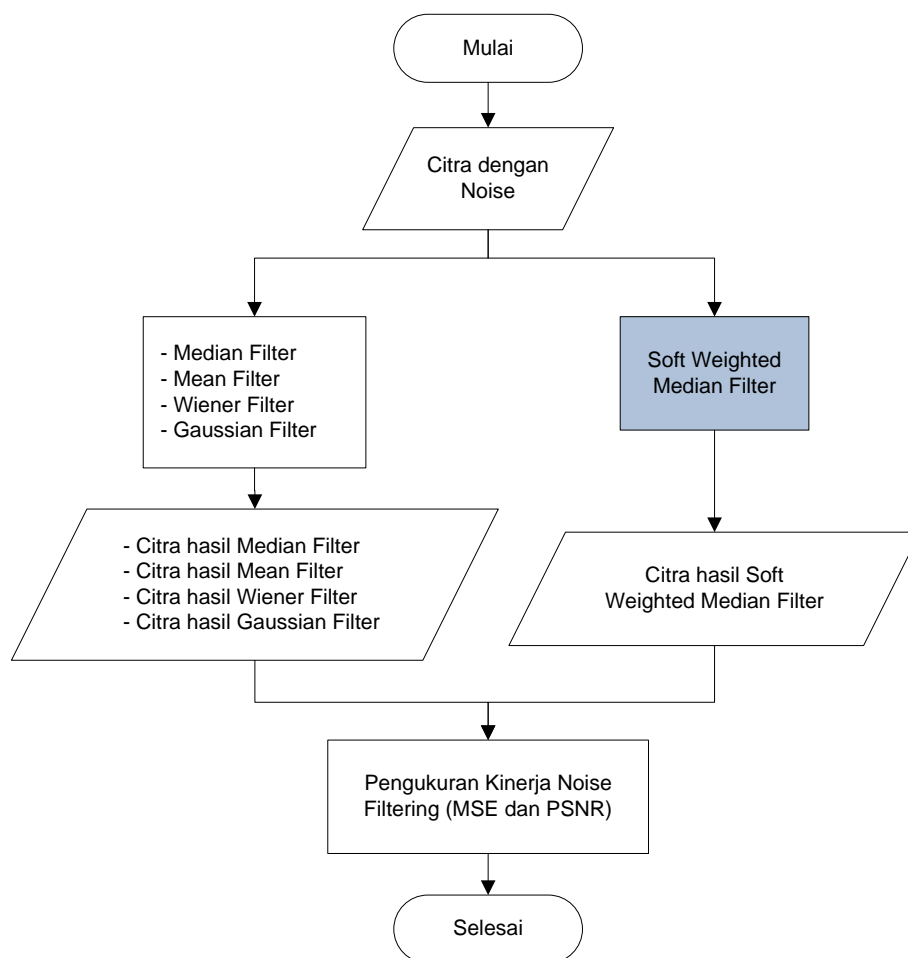 Mulai
Citra dengan
Noise
- Median Filter
- Mean Filter
- Wiener Filter
- Gaussian Filter
Soft Weighted
Median Filter
- Citra hasil Median Filter
- Citra hasil Mean Filter
- Citra hasil Wiener Filter
- Citra hasil Gaussian Filter
Citra hasil Soft
Weighted Median Filter
Pengukuran Kinerja Noise
Filtering (MSE dan PSNR)
Selesai